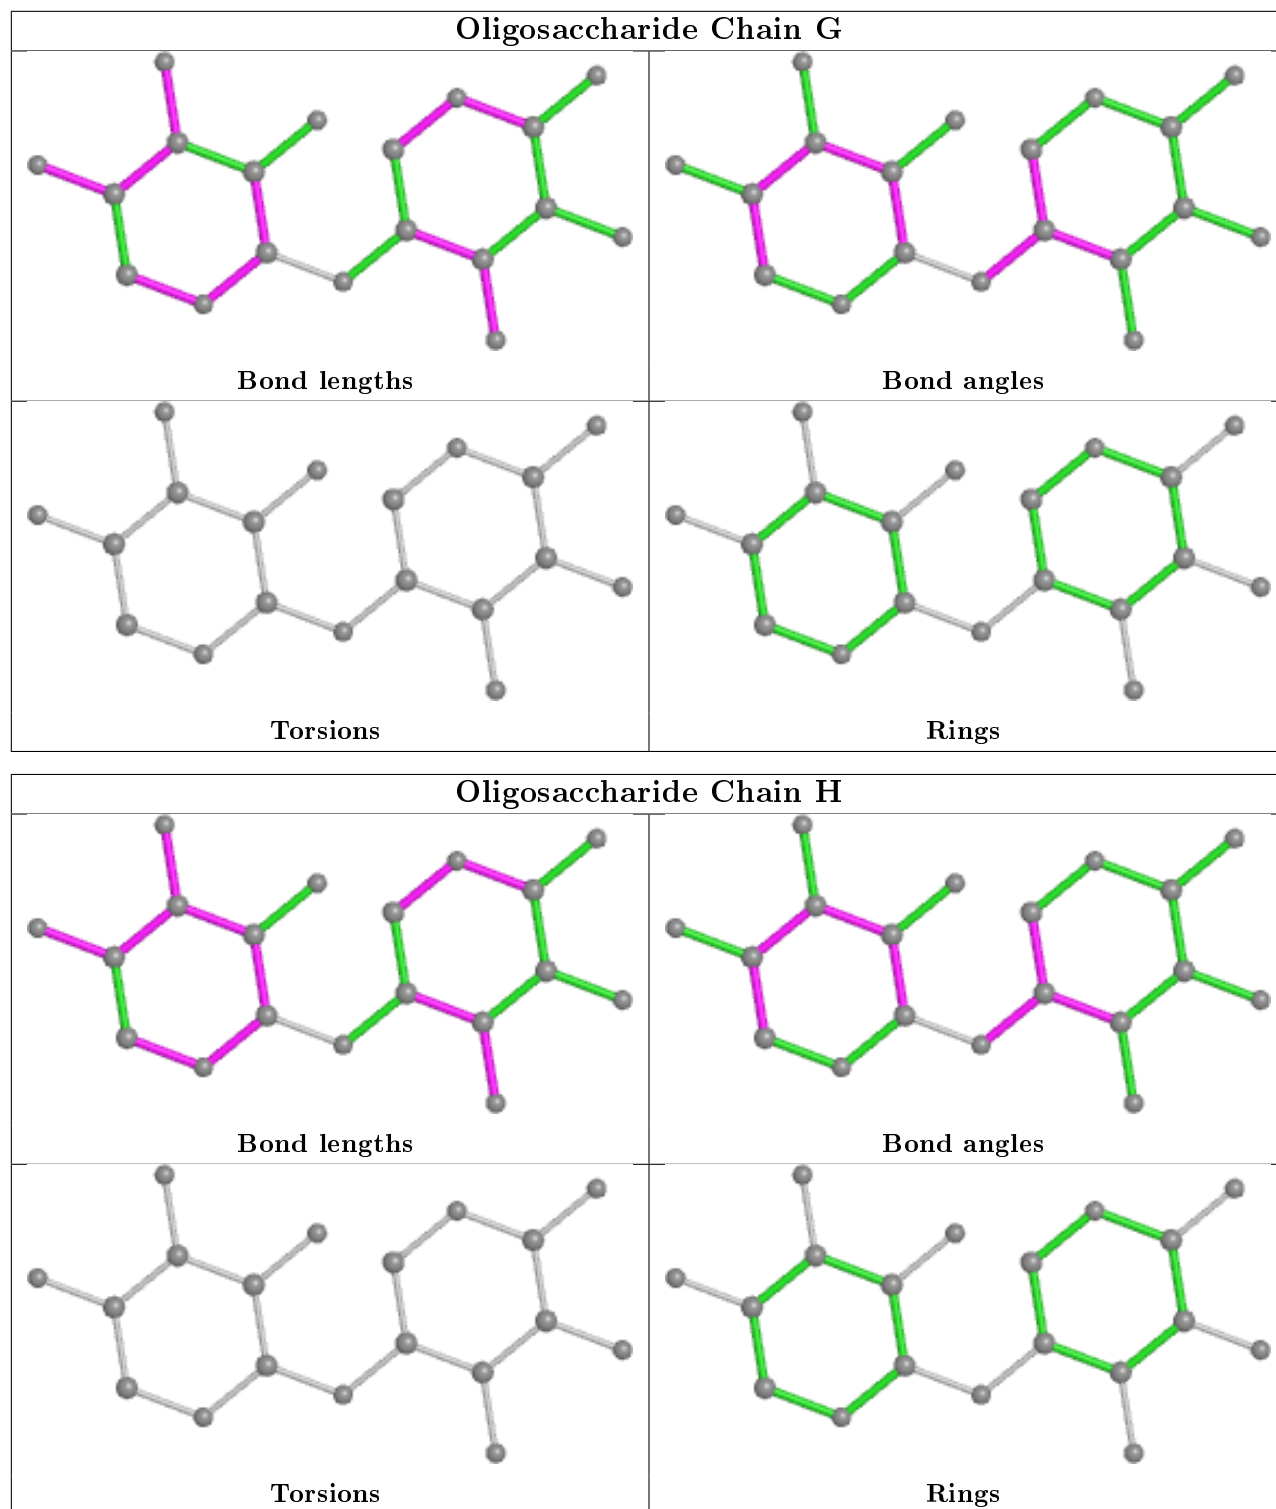 Oligosaccharide Chain G
Bond lengths
Bond angles
Torsions
Rings
Oligosaccharide Chain H
Bond lengths
Bond angles
Torsions
Rings